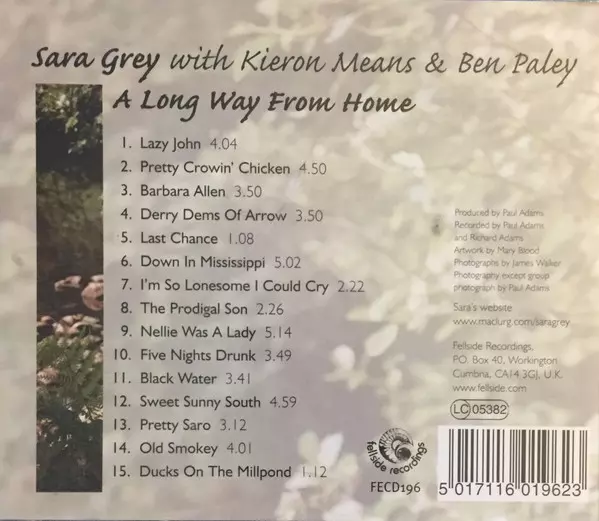 Sara Grey with Kieron Means & Ben Paley
A Long Way From Home
1. Lazy John 4.04
2. Pretty Crowin' Chicken 4.50
3. Barbara Allen 3.50
4. Derry Dems Of Arrow 3.50
5. Last Chance 1.08
6. Down In Mississippi 5.02
7. I'm So Lonesome I Could Cry 2.22
8. The Prodigal Son 2.26
9. Nellie Was A Lady 5.14
10. Five Nights Drunk 3.49
11. Black Water 3.41
12. Sweet Sunny South 4.59
13. Pretty Saro 3.12
14. Old Smokey 4.01
15. Ducks On The Millpond 1.12
Produced by Paul Adams
Recorded by Paul Adams
and Richard Adams
Artwork by Mary Blood
Photographs by James Walker
Photography except group
photograph by Paul Adams
Sara's website
www.maclurg.com/saragrey
Fellside Recordings,
P.O. Box 40, Workington
Cumbria, CA14 3GJ, U.K.
www.fellside.com
LC 05382
fellside recordings
FECD196
5 017116 019623